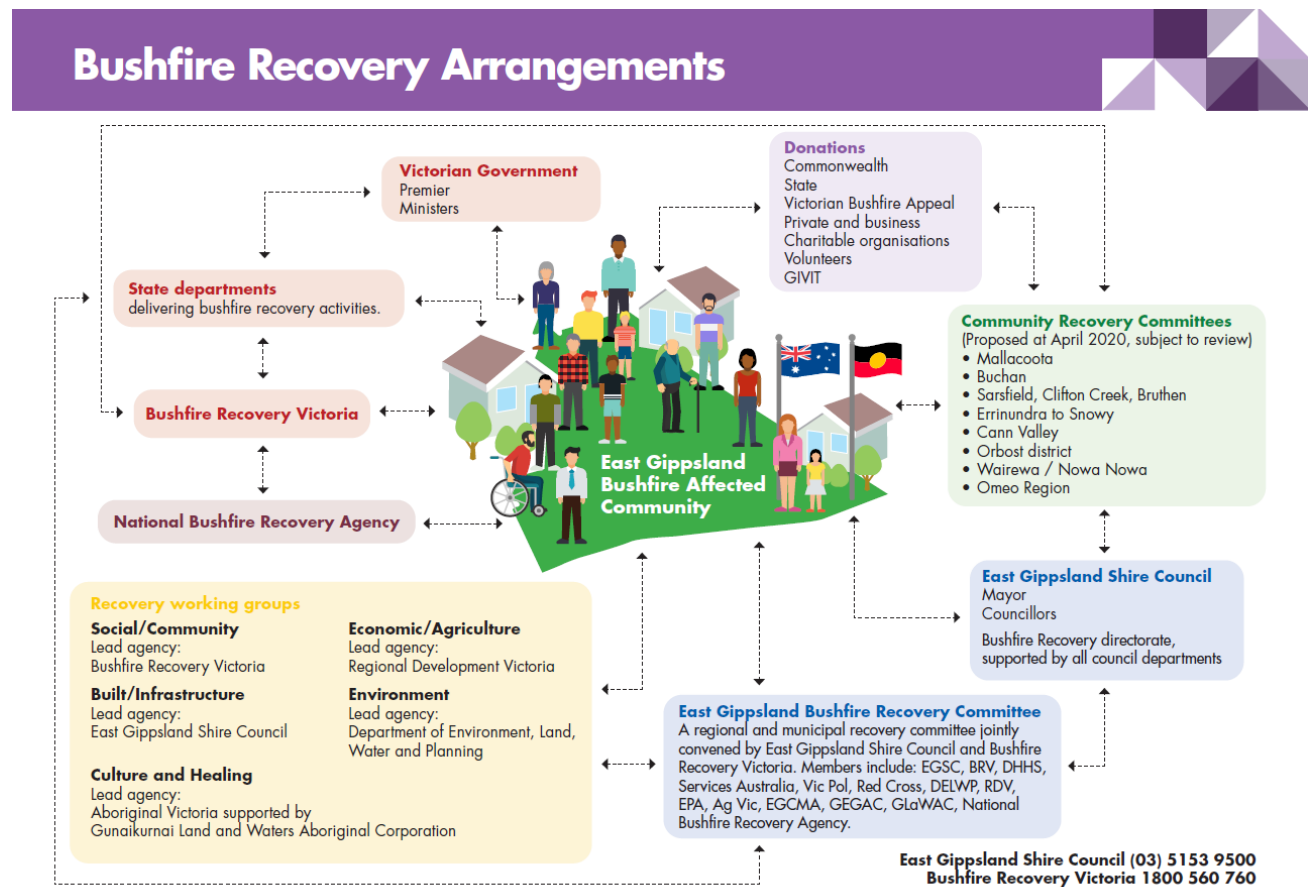 Bushfire Recovery Arrangements
Victorian Government
Premier
Ministers
Donations
Commonwealth
State
Victorian Bushfire Appeal
Private and business
Charitable organisations
Volunteers
GIVIT
State departments
delivering bushfire recovery activities.
Bushfire Recovery Victoria
National Bushfire Recovery Agency
East Gippsland
Bushfire Affected
Community
Community Recovery Committees
(Proposed at April 2020, subject to review)
• Mallacoota
• Buchan
• Sarsfield, Clifton Creek, Bruthen
• Errinundra to Snowy
• Cann Valley
• Orbost district
• Wairewa / Nowa Nowa
• Omeo Region
East Gippsland Shire Council
Mayor
Councillors
Bushfire Recovery directorate,
supported by all council departments
Recovery working groups
Social/Community
Lead agency:
Bushfire Recovery Victoria
Economic/Agriculture
Lead agency:
Regional Development Victoria
Built/Infrastructure
Lead agency:
East Gippsland Shire Council
Environment
Lead agency:
Department of Environment, Land,
Water and Planning
Culture and Healing
Lead agency:
Aboriginal Victoria supported by
Gunaikurnai Land and Waters Aboriginal Corporation
East Gippsland Bushfire Recovery Committee
A regional and municipal recovery committee jointly
convened by East Gippsland Shire Council and Bushfire
Recovery Victoria. Members include: EGSC, BRV, DHHS,
Services Australia, Vic Pol, Red Cross, DELWP, RDV,
EPA, Ag Vic, EGCMA, GEGAC, GLaWAC, National
Bushfire Recovery Agency.
East Gippsland Shire Council (03) 5153 9500
Bushfire Recovery Victoria 1800 560 760